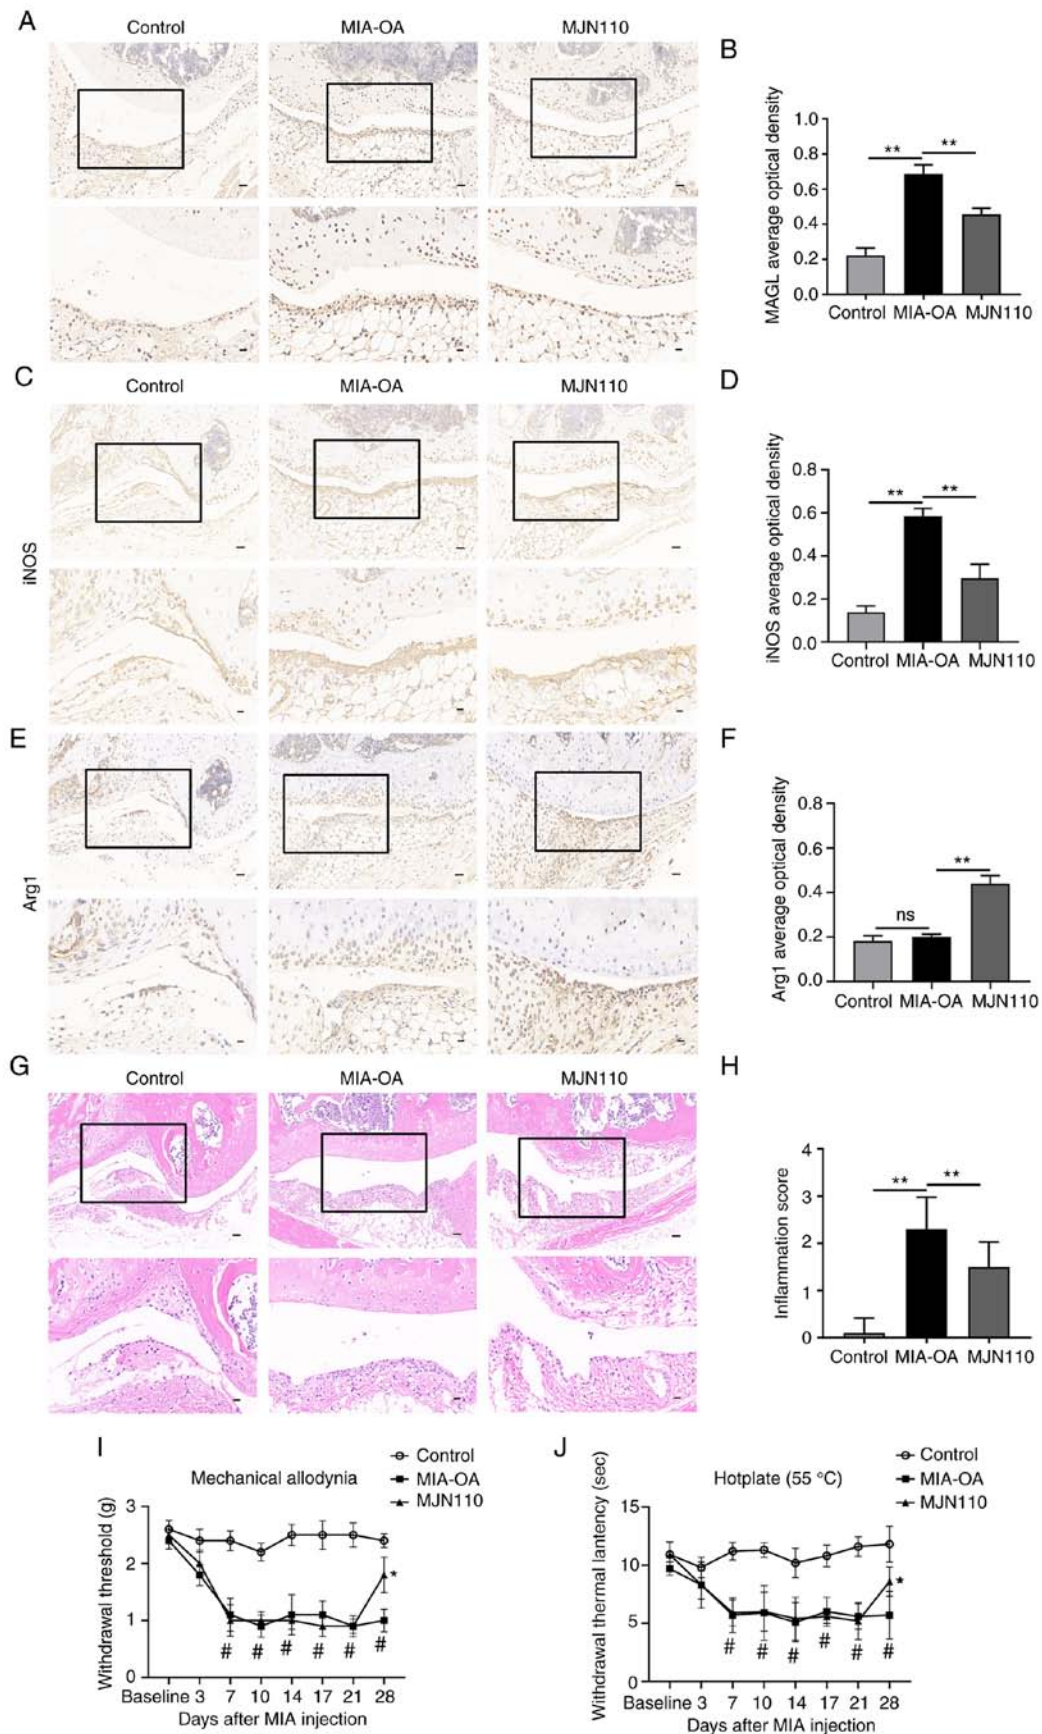 A
Control
MIA-OA
MJN110
B
MAGL average optical density
1.0
0.8
0.6
0.4
0.2
0.0
**
**
Control MIA-OA MJN110
C
Control
MIA-OA
MJN110
iNOS
D
iNOS average optical density
0.8
0.6
0.4
0.2
0.0
**
**
Control MIA-OA MJN110
E
Arg1
F
Arg1 average optical density
0.8
0.6
0.4
0.2
0.0
ns
**
Control MIA-OA MJN110
G
Control
MIA-OA
MJN110
H
Inflammation score
4
3
2
1
0
**
**
Control MIA-OA MJN110
I
Mechanical allodynia
Control
MIA-OA
MJN110
Withdrawal threshold (g)
3
2
1
0
*
# # # # # #
Baseline 3 7 10 14 17 21 28
Days after MIA injection
J
Hotplate (55 °C)
Control
MIA-OA
MJN110
Withdrawal thermal lantency (sec)
15
10
5
0
*
# # # # # #
Baseline 3 7 10 14 17 21 28
Days after MIA injection